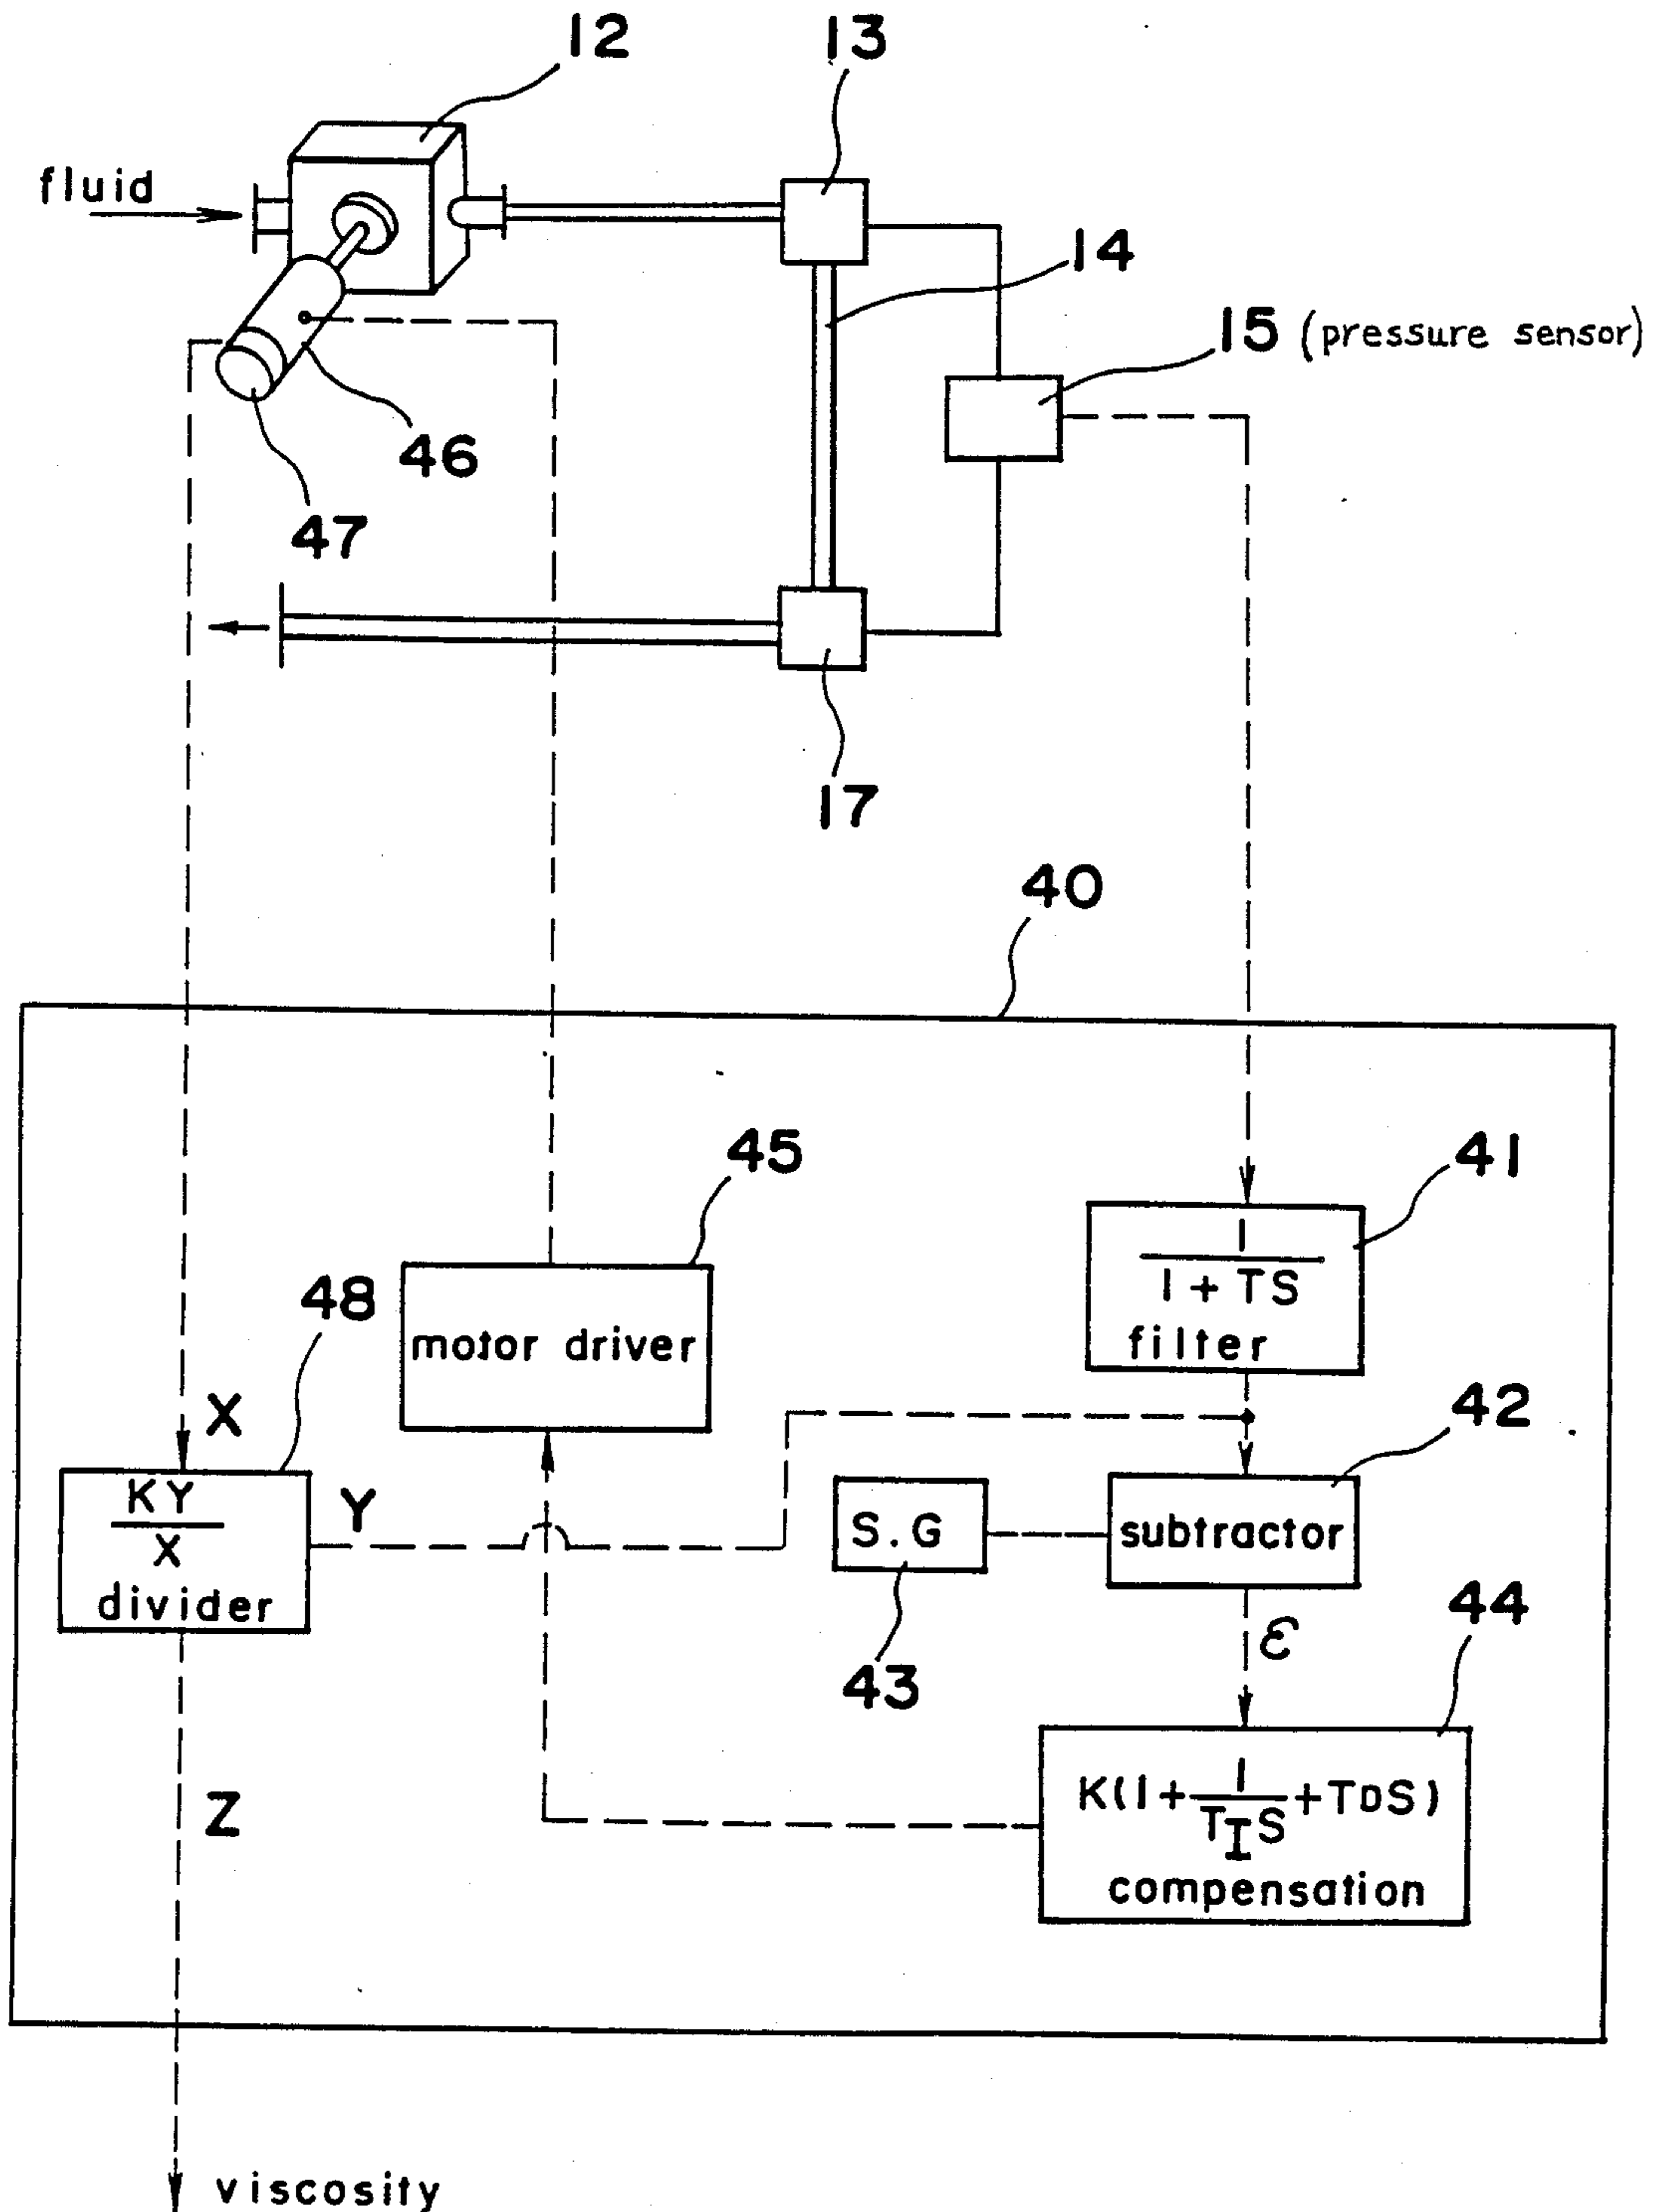 12
13
fluid
14
15 (pressure sensor)
46
47
17
40
45
41
1
1 + TS
filter
48
motor driver
42
X
KY
X
divider
Y
S.G
subtractor
43
ε
44
K(1+
1
TIS
+TDS)
compensation
Z
viscosity